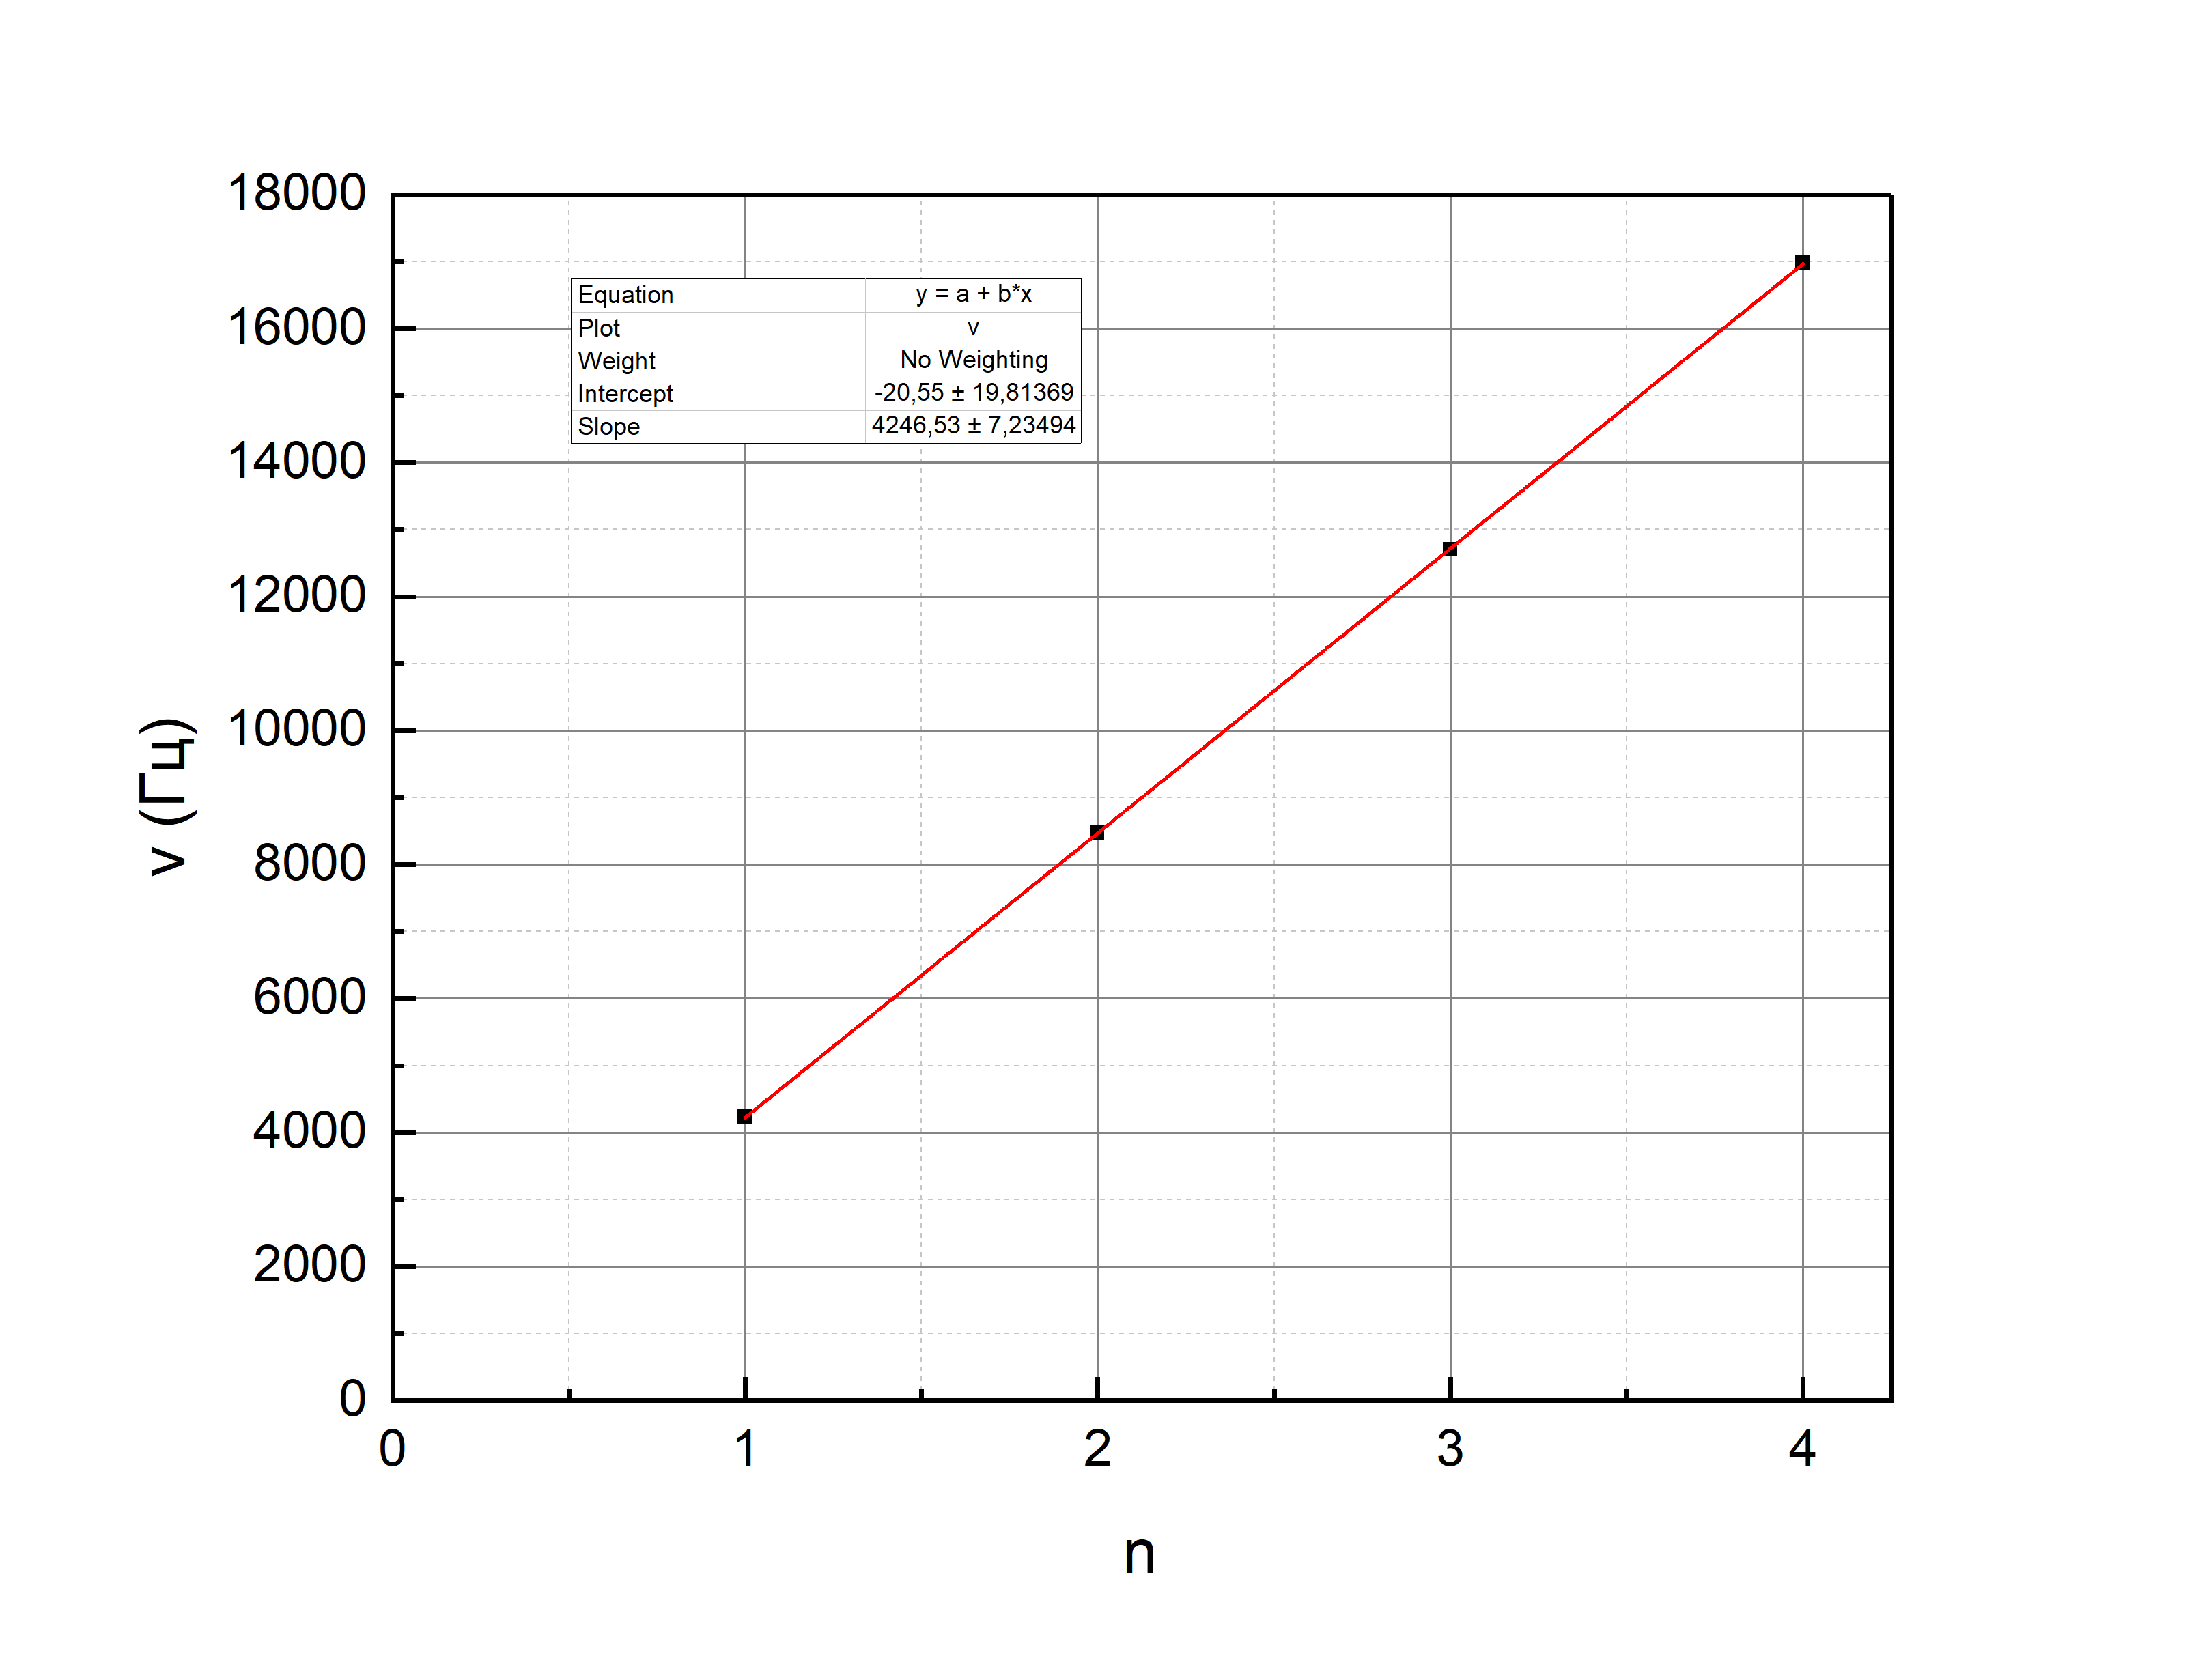 18000
16000
14000
12000
10000
8000
6000
4000
2000
0
ν (Гц)
Equation y = a + b*x
Plot ν
Weight No Weighting
Intercept -20,55 ± 19,81369
Slope 4246,53 ± 7,23494
0 1 2 3 4
n